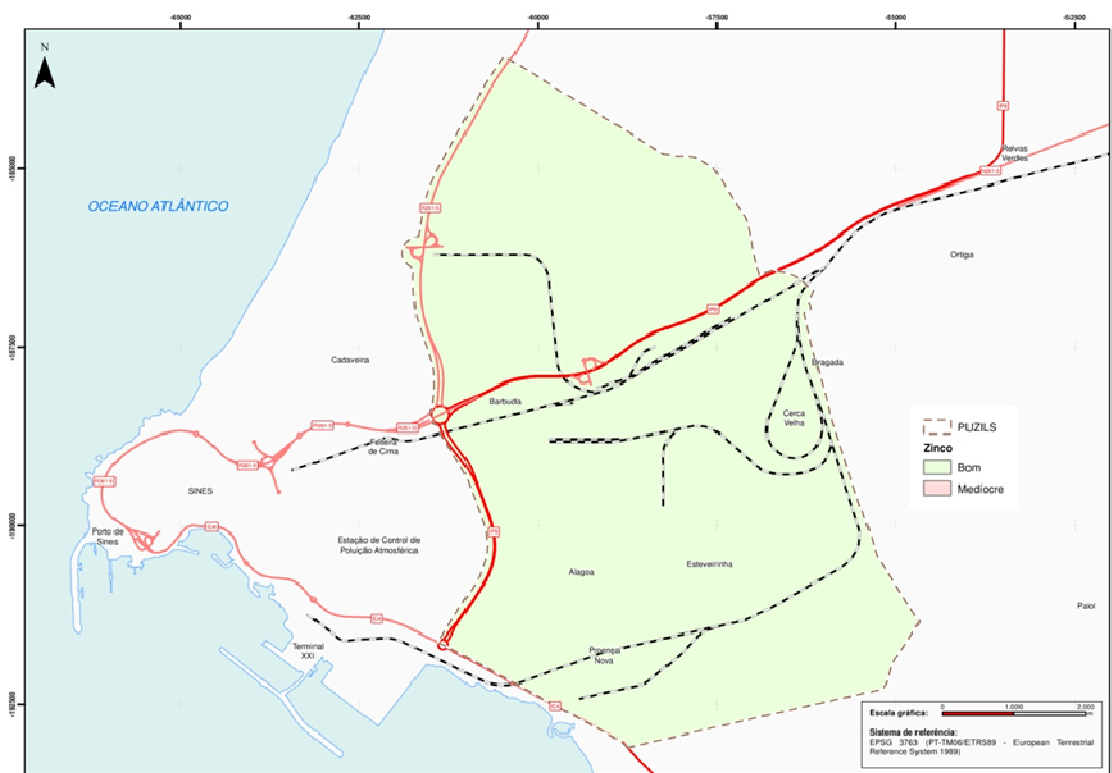 -65000
-62500
-60000
-57500
-55000
-52500
N
OCEANO ATLÂNTICO
Relvas
Verdes
Ortiga
Cadaveira
Bragada
Barbuda
Cerca
Velha
de Cima
SINES
Porto de
Sines
Estação de Control de
Poluição Atmosférica
Alagoa
Esteveirinha
Paiol
Terminal
XXI
Proença
Nova
PUZILS
Zinco
Bom
Medíocre
Escala gráfica:
0
1.000
2.000
Sistema de referência:
EPSG 3763 (PT-TM06/ETRS89 - European Terrestrial
Reference System 1989)